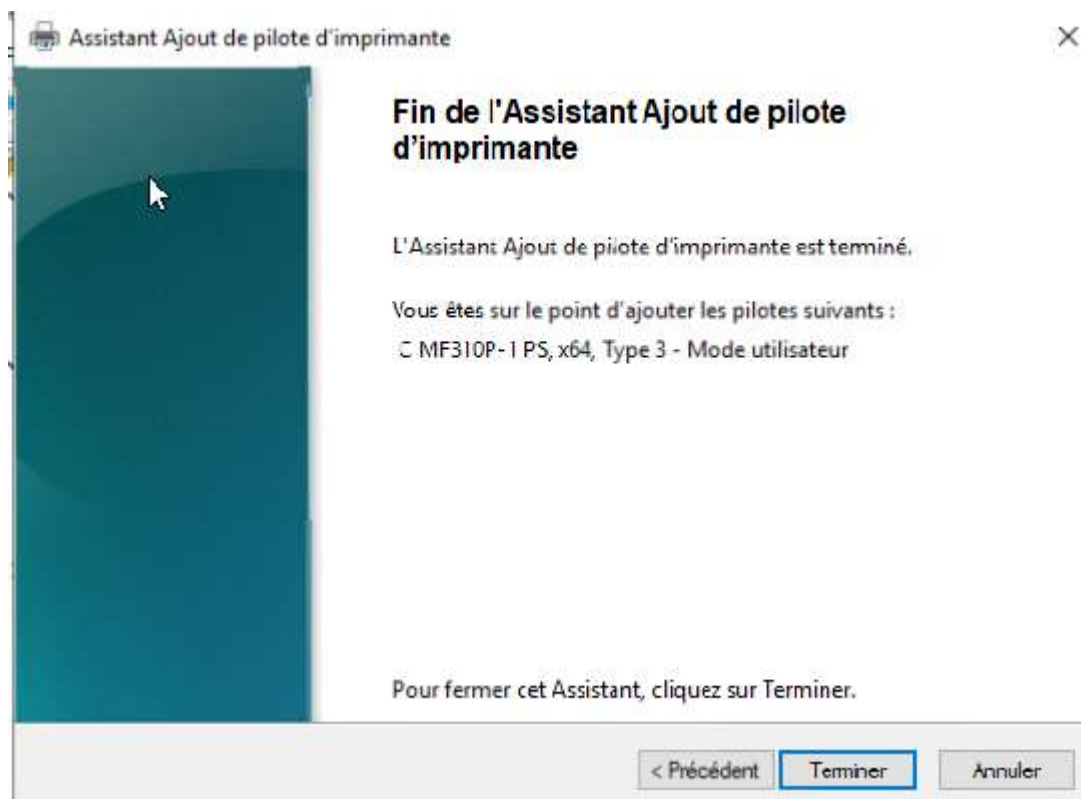 Assistant Ajout de pilote d'imprimante
Fin de l'Assistant Ajout de pilote
d’imprimante
L'Assistant Ajout de pilote d'imprimante est terminé.
Vous êtes sur le point d'ajouter les pilotes suivants :
C MF310P-1 PS, x64, Type 3 - Mode utilisateur
Pour fermer cet Assistant, cliquez sur Terminer.
< Précédent Terminer Annuler